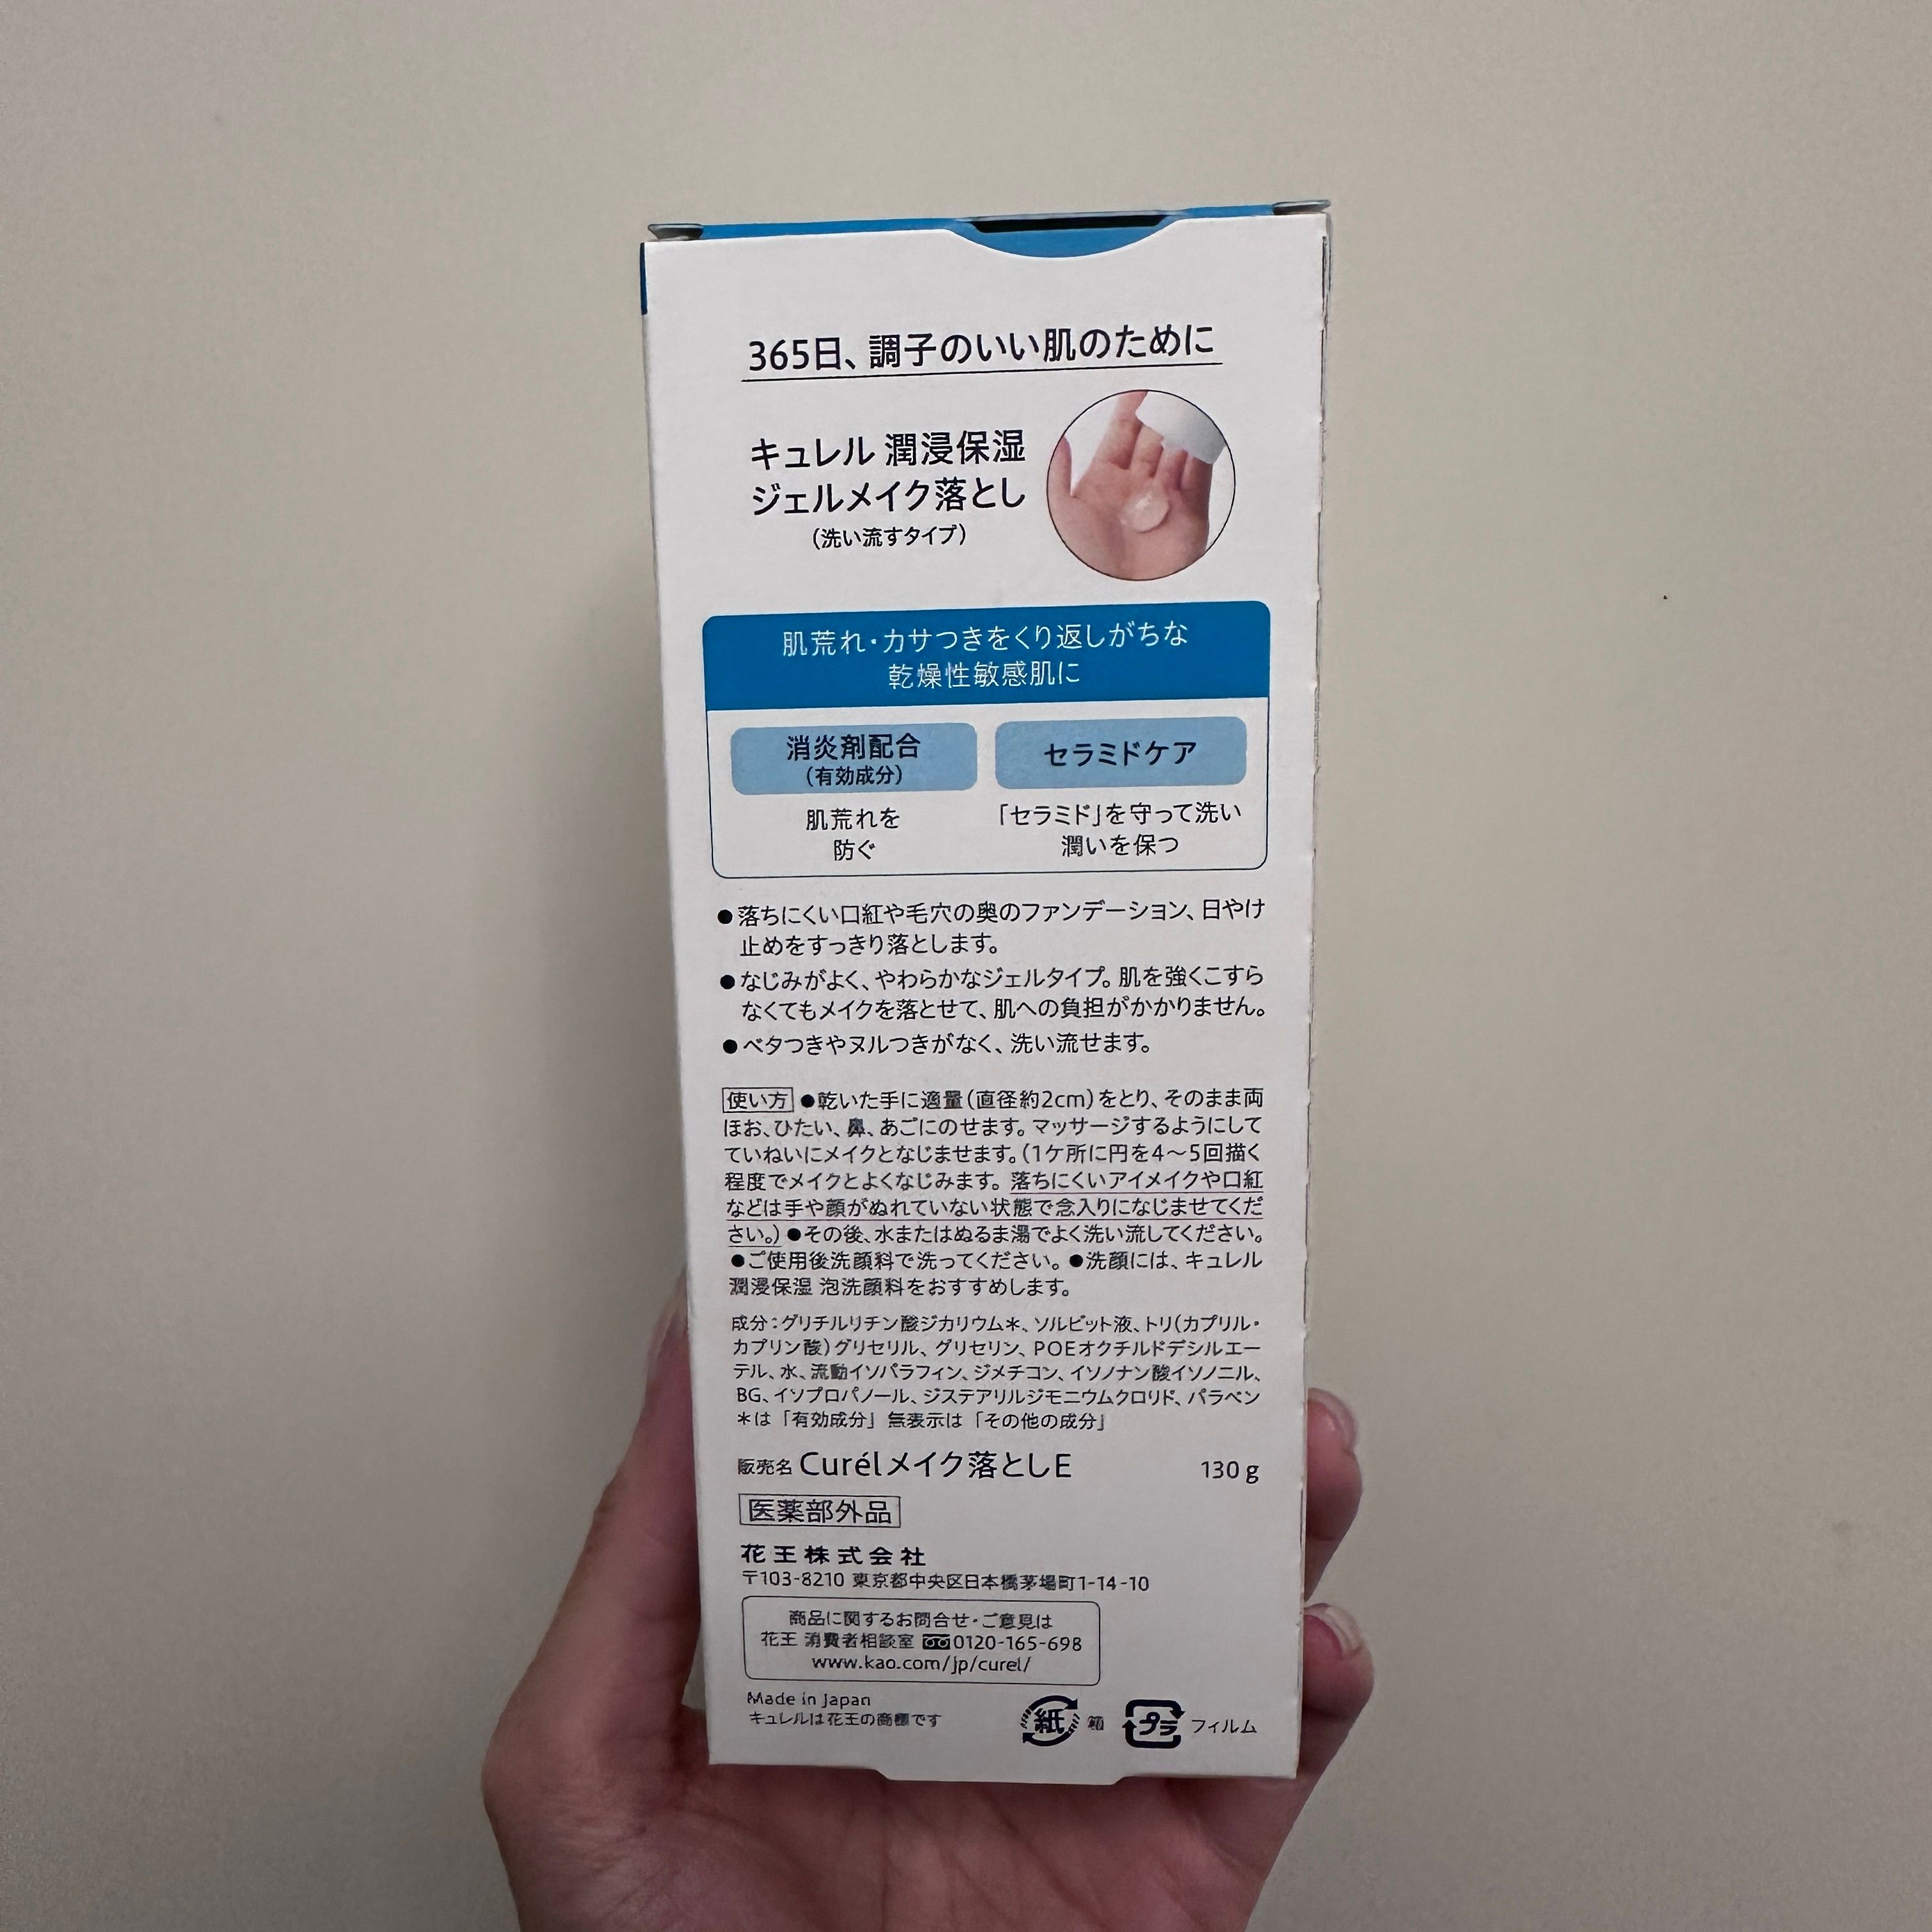 365日、調子のいい肌のために
キュレル 潤浸保湿
ジェルメイク落とし
(洗い流すタイプ)
肌荒れ・カサつきをくり返しがちな
乾燥性敏感肌に
消炎剤配合
(有効成分)
肌荒れを
防ぐ
セラミドケア
「セラミド」を守って洗い
潤いを保つ
●落ちにくい口紅や毛穴の奥のファンデーション、日やけ
止めをすっきり落とします。
●なじみがよく、やわらかなジェルタイプ。肌を強くこすら
なくてもメイクを落とせて、肌への負担がかかりません。
●ベタつきやヌルつきがなく、洗い流せます。
使い方 ●乾いた手に適量(直径約2cm)をとり、そのまま両
ほお、ひたい、鼻、あごにのせます。マッサージするようにして
ていねいにメイクとなじませます。(1ケ所に円を4〜5回描く
程度でメイクとよくなじみます。落ちにくいアイメイクや口紅
などは手や顔がぬれていない状態で念入りになじませてくだ
さい。)●その後、水またはぬるま湯でよく洗い流してください。
●ご使用後洗顔料で洗ってください。●洗顔には、キュレル
潤浸保湿 泡洗顔料をおすすめします。
成分:グリチルリチン酸ジカリウム*、ソルビット液、トリ(カプリル・
カプリン酸)グリセリル、グリセリン、POEオクチルドデシルエー
テル、水、流動イソパラフィン、ジメチコン、イソノナン酸イソノニル、
BG、イソプロパノール、ジステアリルジモニウムクロリド、パラベン
*は「有効成分」無表示は「その他の成分」
販売名 Curélメイク落としE 130g
医薬部外品
花王株式会社
〒103-8210 東京都中央区日本橋茅場町1-14-10
商品に関するお問合せ・ご意見は
花王 消費者相談室 0120-165-698
www.kao.com/jp/curel/
Made in Japan
キュレルは花王の商標です
紙 箱 プラ フィルム